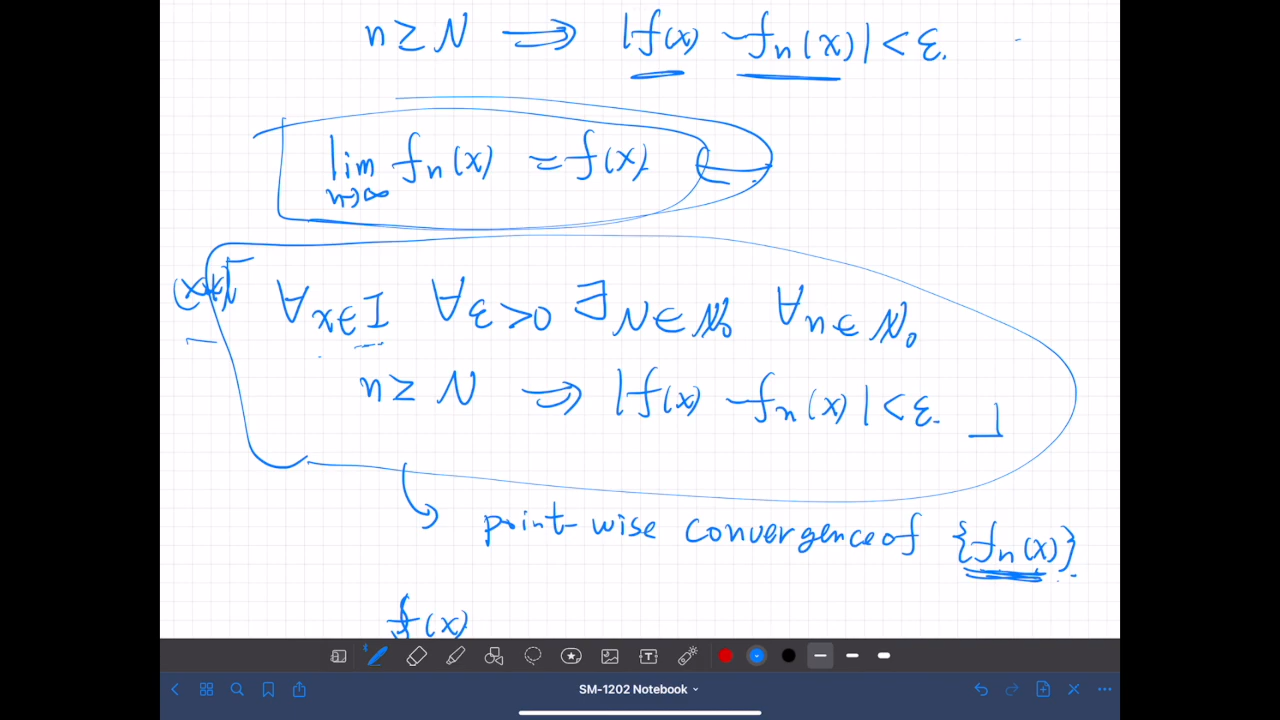 n ≥ N ⟹ |f(x) - fₙ(x)| < ε.
lim fₙ(x) = f(x)
n→∞
∀x∈I ∀ε>0 ∃N∈ℕ₀ ∀n∈ℕ₀
n ≥ N ⟹ |f(x) - fₙ(x)| < ε. ⅃
point-wise convergence of {fₙ(x)}
f(x)
SM-1202 Notebook